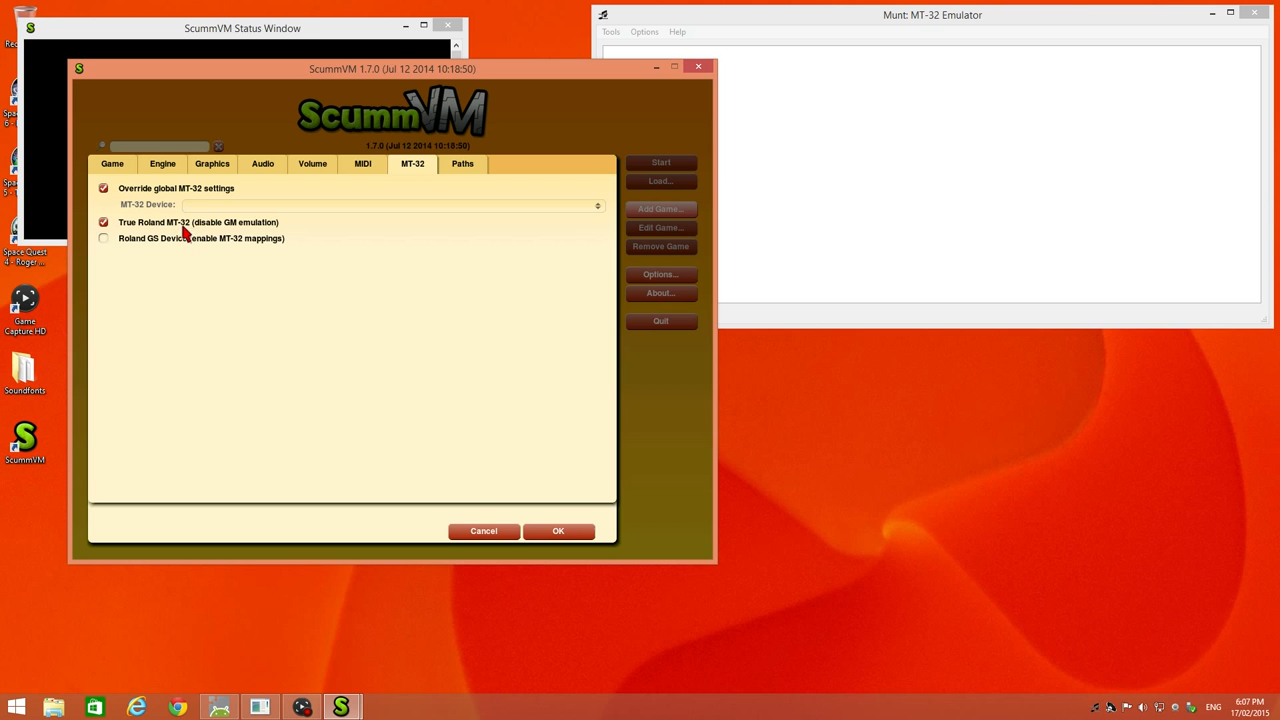 ScummVM Status Window
Munt: MT-32 Emulator
Tools Options Help
ScummVM 1.7.0 (Jul 12 2014 10:18:50)
ScummVM
1.7.0 (Jul 12 2014 10:18:50)
Game Engine Graphics Audio Volume MIDI MT-32 Paths
Override global MT-32 settings
MT-32 Device:
True Roland MT-32 (disable GM emulation)
Roland GS Device enable MT-32 mappings)
Start
Load...
Add Game...
Edit Game...
Remove Game
Options...
About...
Quit
Cancel OK
Space Quest
4 - Roger ...
Game
Capture HD
Soundfonts
ScummVM
ENG
6:07 PM
17/02/2015